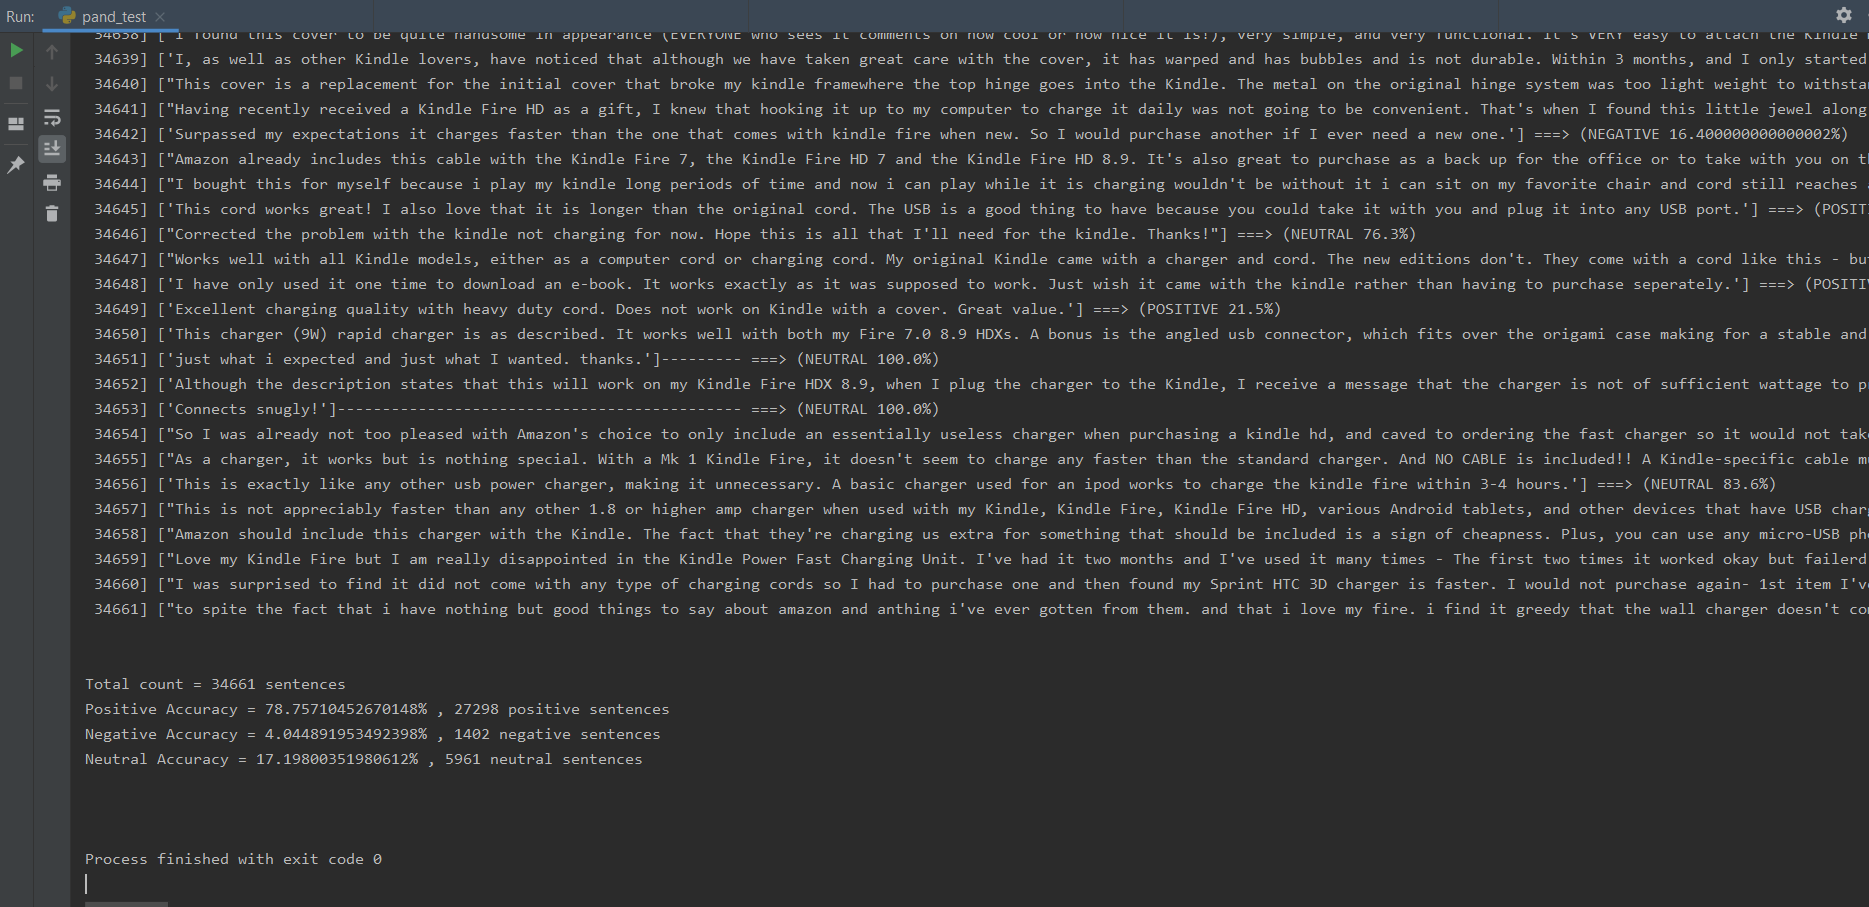 Run: pand_test
34638] ['I found this cover to be quite handsome in appearance (EVERYONE who sees it comments on how cool or how nice it is!), very simple, and very functional. It's VERY easy to attach the Kindle
34639] ['I, as well as other Kindle lovers, have noticed that although we have taken great care with the cover, it has warped and has bubbles and is not durable. Within 3 months, and I only started
34640] ["This cover is a replacement for the initial cover that broke my kindle framewhere the top hinge goes into the Kindle. The metal on the original hinge system was too light weight to withsta
34641] ["Having recently received a Kindle Fire HD as a gift, I knew that hooking it up to my computer to charge it daily was not going to be convenient. That's when I found this little jewel along
34642] ['Surpassed my expectations it charges faster than the one that comes with kindle fire when new. So I would purchase another if I ever need a new one.'] ===> (NEGATIVE 16.400000000000002%)
34643] ["Amazon already includes this cable with the Kindle Fire 7, the Kindle Fire HD 7 and the Kindle Fire HD 8.9. It's also great to purchase as a back up for the office or to take with you on t
34644] ["I bought this for myself because i play my kindle long periods of time and now i can play while it is charging wouldn't be without it i can sit on my favorite chair and cord still reaches
34645] ['This cord works great! I also love that it is longer than the original cord. The USB is a good thing to have because you could take it with you and plug it into any USB port.'] ===> (POSIT
34646] ["Corrected the problem with the kindle not charging for now. Hope this is all that I'll need for the kindle. Thanks!"] ===> (NEUTRAL 76.3%)
34647] ["Works well with all Kindle models, either as a computer cord or charging cord. My original Kindle came with a charger and cord. The new editions don't. They come with a cord like this - bu
34648] ['I have only used it one time to download an e-book. It works exactly as it was supposed to work. Just wish it came with the kindle rather than having to purchase seperately.'] ===> (POSITI
34649] ['Excellent charging quality with heavy duty cord. Does not work on Kindle with a cover. Great value.'] ===> (POSITIVE 21.5%)
34650] ['This charger (9W) rapid charger is as described. It works well with both my Fire 7.0 8.9 HDXs. A bonus is the angled usb connector, which fits over the origami case making for a stable and
34651] ['just what i expected and just what I wanted. thanks.']--------- ===> (NEUTRAL 100.0%)
34652] ['Although the description states that this will work on my Kindle Fire HDX 8.9, when I plug the charger to the Kindle, I receive a message that the charger is not of sufficient wattage to p
34653] ['Connects snugly!']--------------------------------------------- ===> (NEUTRAL 100.0%)
34654] ["So I was already not too pleased with Amazon's choice to only include an essentially useless charger when purchasing a kindle hd, and caved to ordering the fast charger so it would not tak
34655] ["As a charger, it works but is nothing special. With a Mk 1 Kindle Fire, it doesn't seem to charge any faster than the standard charger. And NO CABLE is included!! A Kindle-specific cable m
34656] ['This is exactly like any other usb power charger, making it unnecessary. A basic charger used for an ipod works to charge the kindle fire within 3-4 hours.'] ===> (NEUTRAL 83.6%)
34657] ["This is not appreciably faster than any other 1.8 or higher amp charger when used with my Kindle, Kindle Fire, Kindle Fire HD, various Android tablets, and other devices that have USB char
34658] ["Amazon should include this charger with the Kindle. The fact that they're charging us extra for something that should be included is a sign of cheapness. Plus, you can use any micro-USB ph
34659] ["Love my Kindle Fire but I am really disappointed in the Kindle Power Fast Charging Unit. I've had it two months and I've used it many times - The first two times it worked okay but failerd
34660] ["I was surprised to find it did not come with any type of charging cords so I had to purchase one and then found my Sprint HTC 3D charger is faster. I would not purchase again- 1st item I'v
34661] ["to spite the fact that i have nothing but good things to say about amazon and anthing i've ever gotten from them. and that i love my fire. i find it greedy that the wall charger doesn't co
Total count = 34661 sentences
Positive Accuracy = 78.75710452670148% , 27298 positive sentences
Negative Accuracy = 4.044891953492398% , 1402 negative sentences
Neutral Accuracy = 17.19800351980612% , 5961 neutral sentences
Process finished with exit code 0